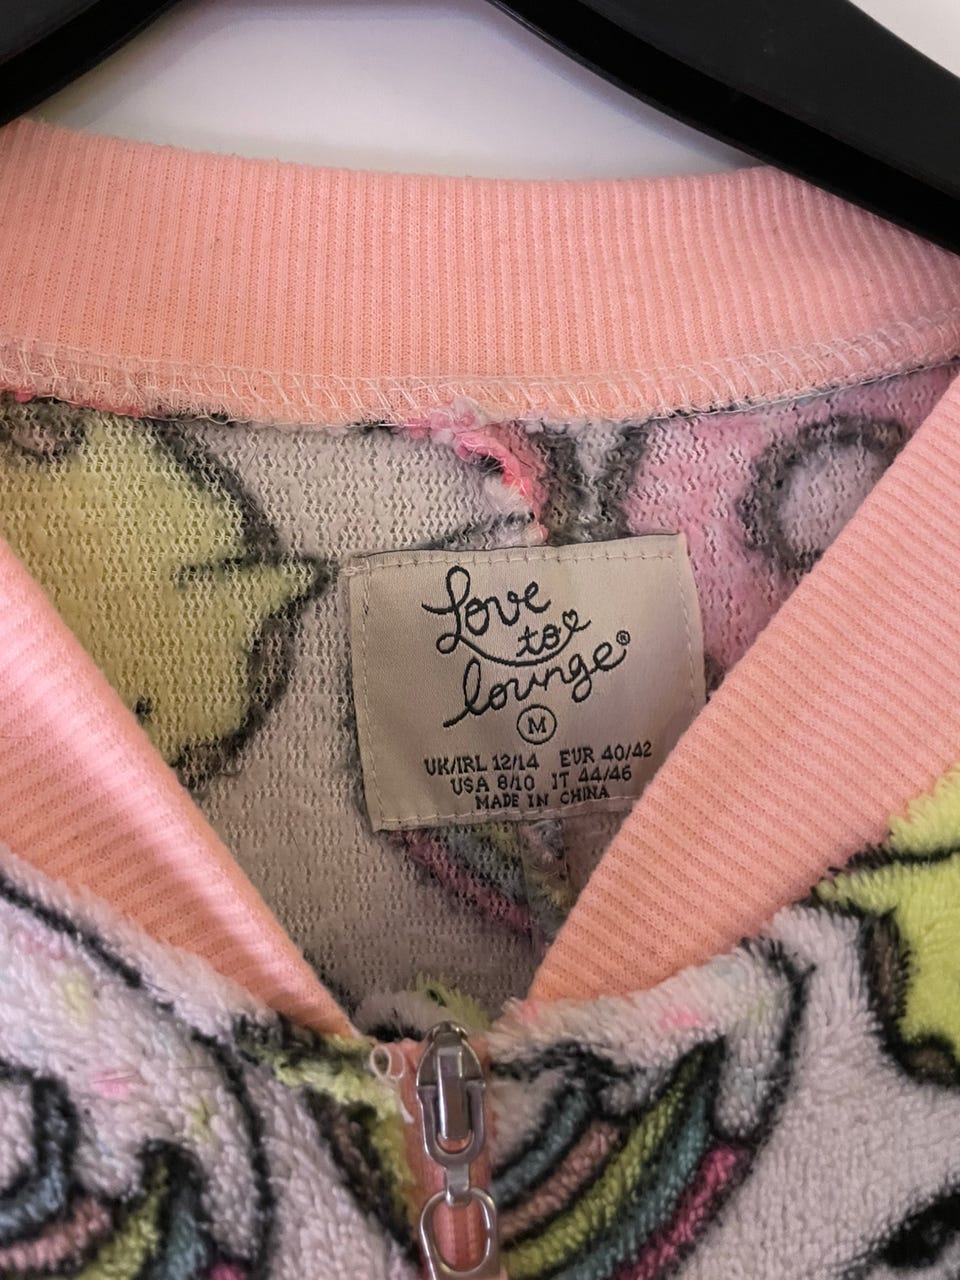 Love
to
lounge®
M
UK/IRL 12/14 EUR 40/42
USA 8/10 IT 44/46
MADE IN CHINA